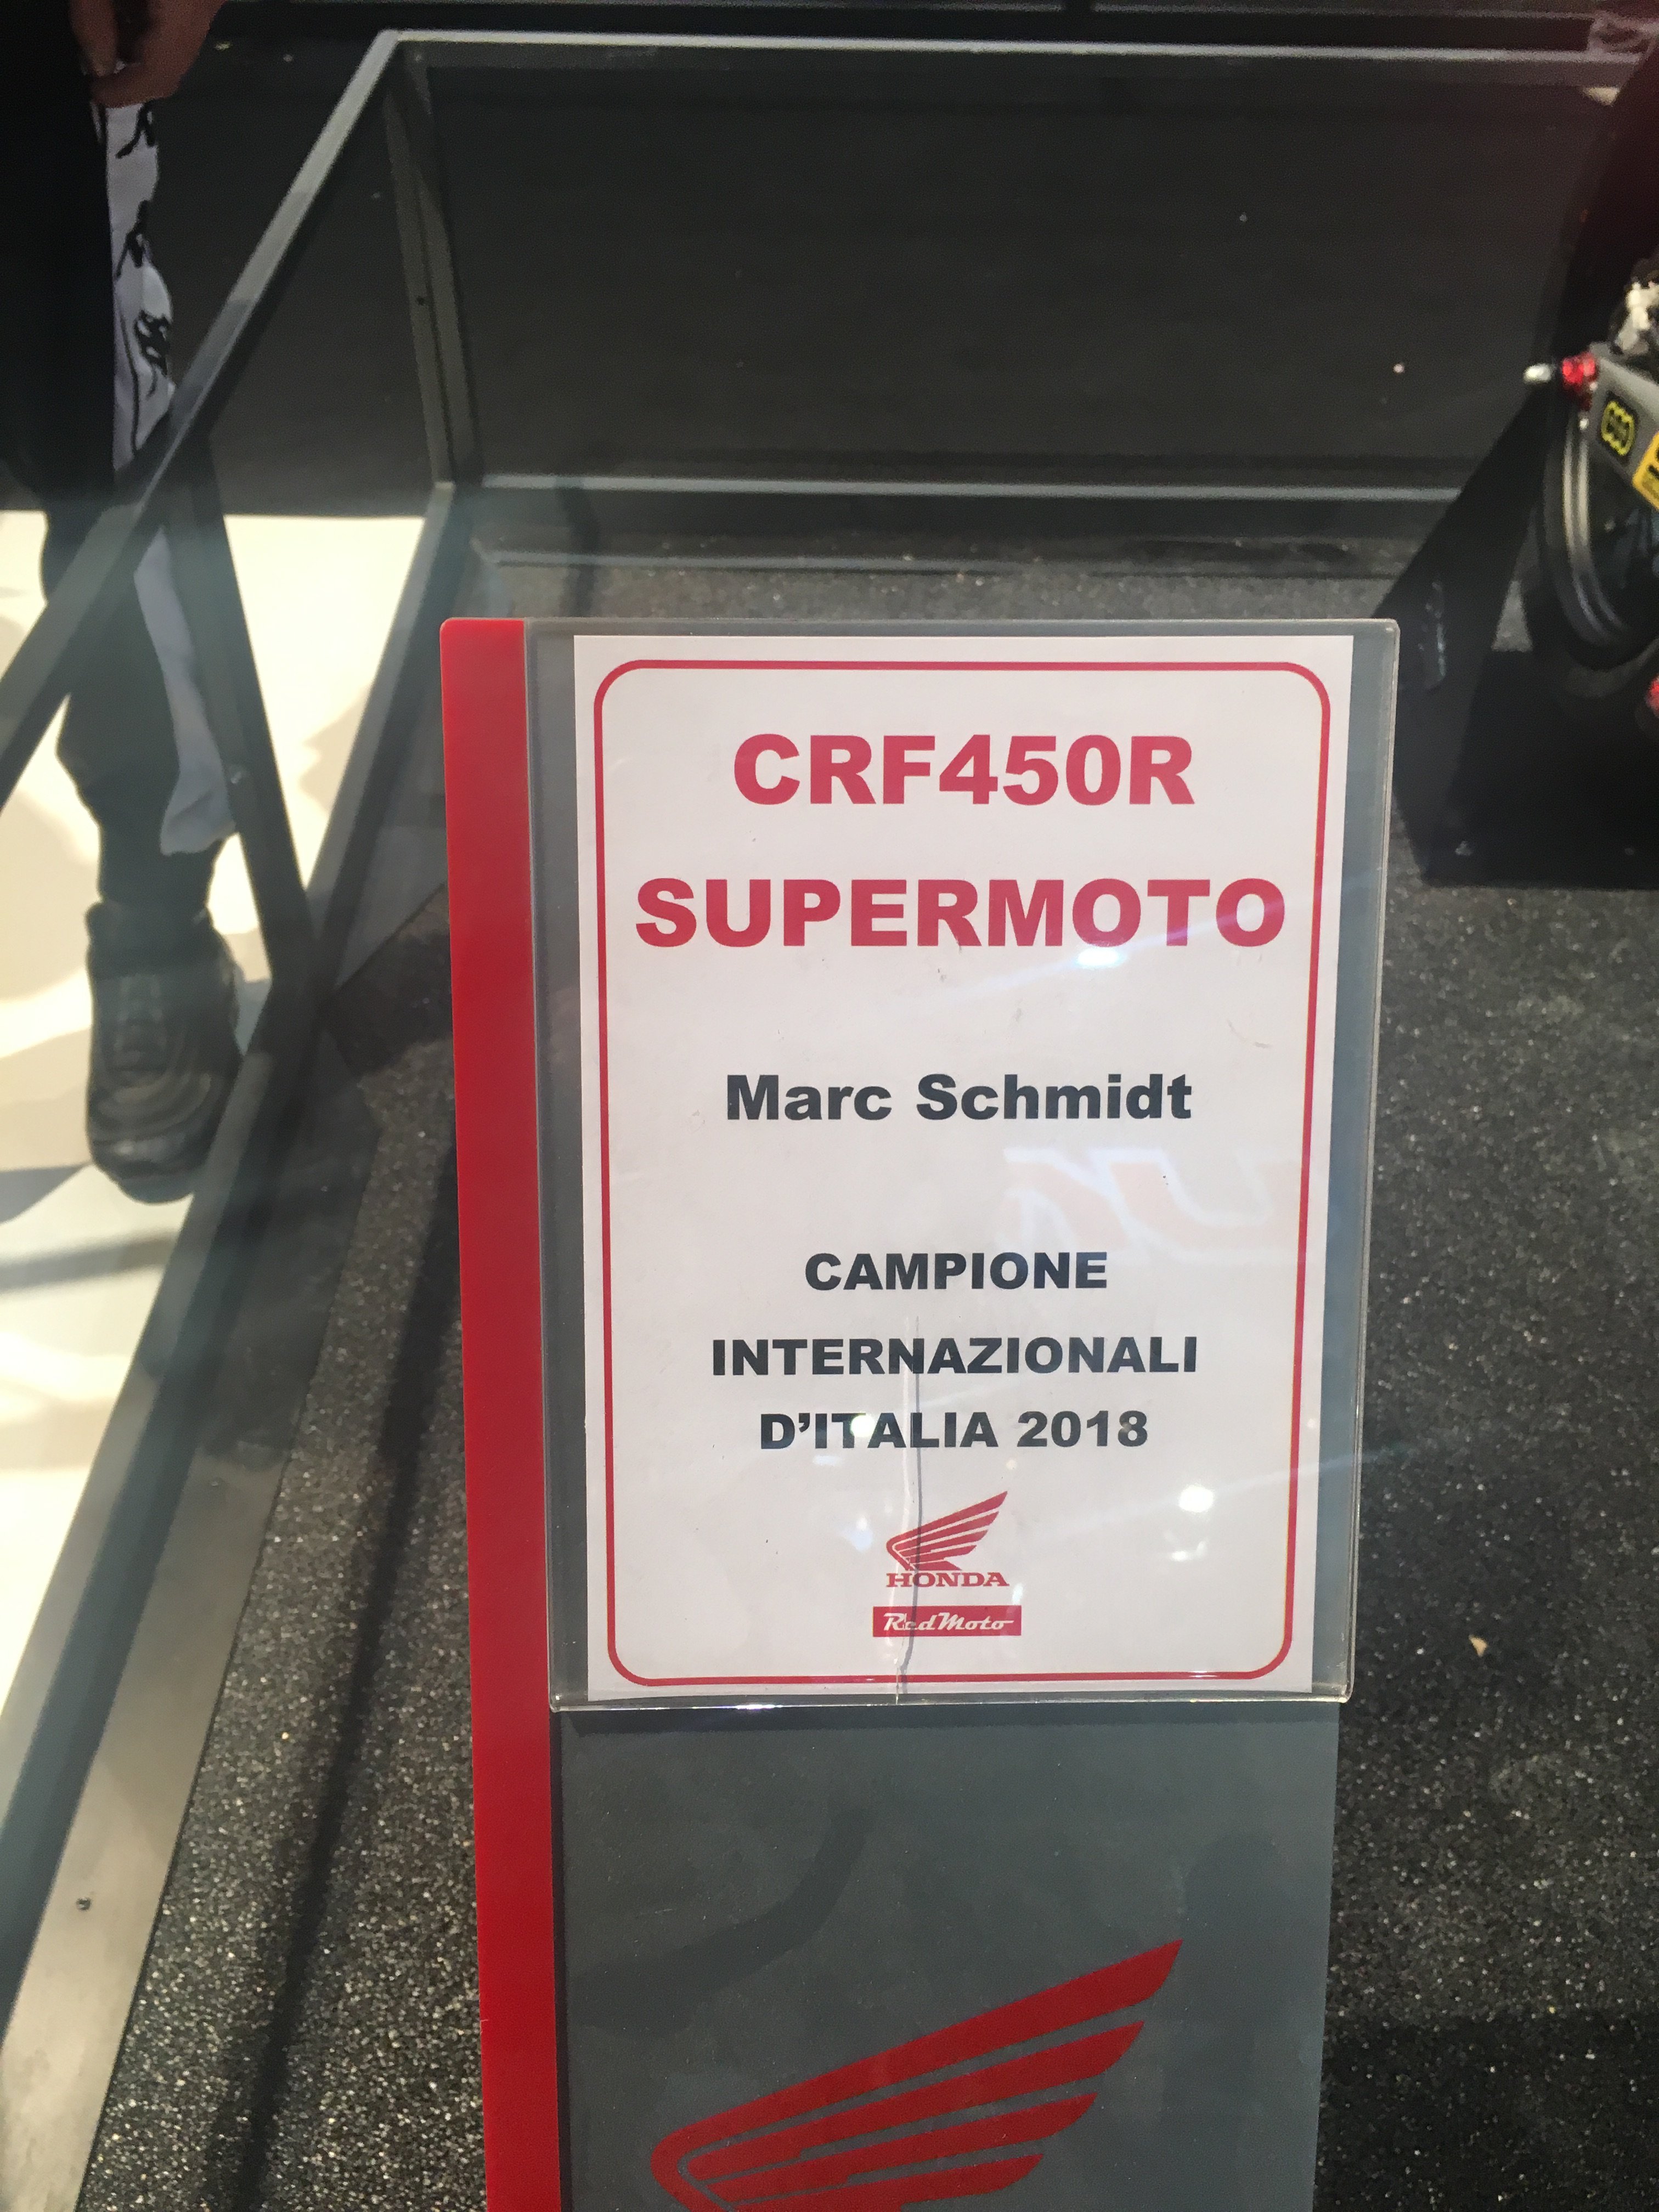 CRF450R
SUPERMOTO
Marc Schmidt
CAMPIONE
INTERNAZIONALI
D'ITALIA 2018
HONDA
RedMoto